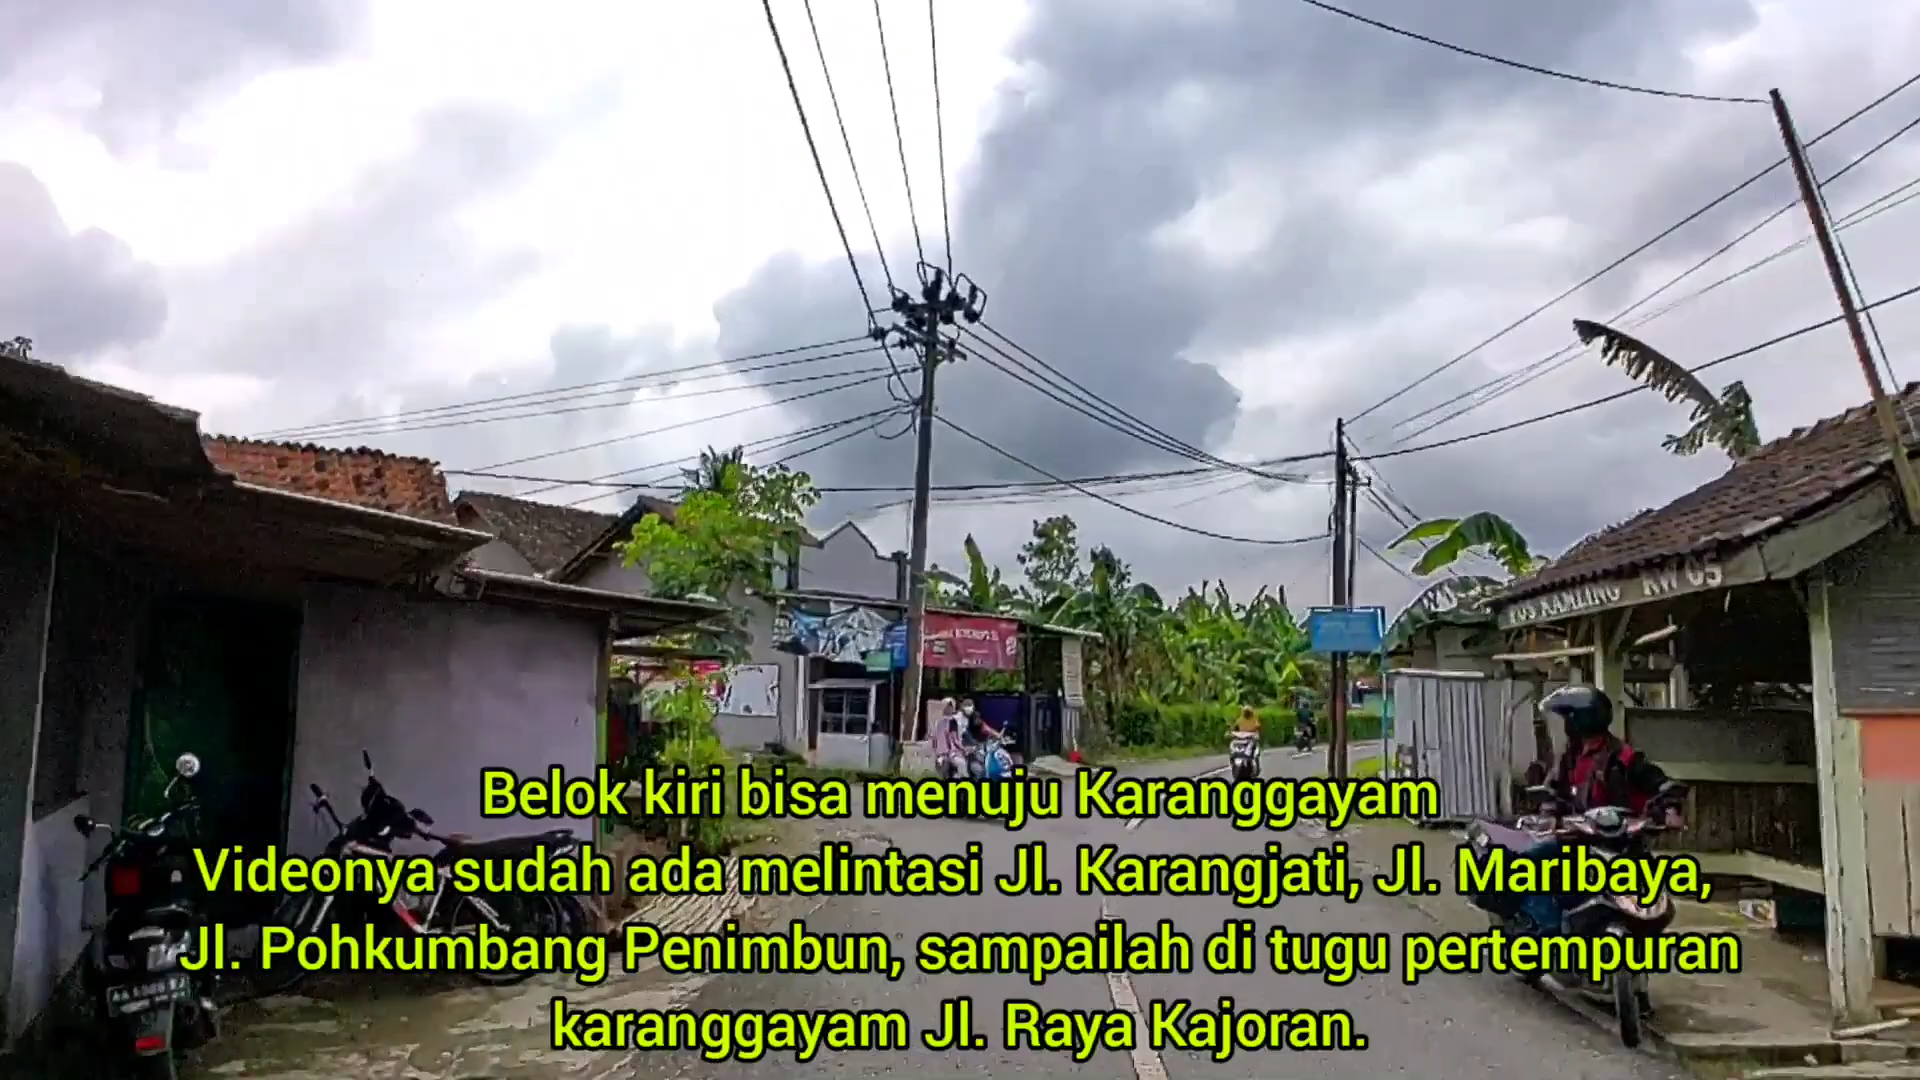 POS KAMLING RW 05
Belok kiri bisa menuju Karanggayam
Videonya sudah ada melintasi Jl. Karangjati, Jl. Maribaya,
Jl. Pohkumbang Penimbun, sampailah di tugu pertempuran
karanggayam Jl. Raya Kajoran.